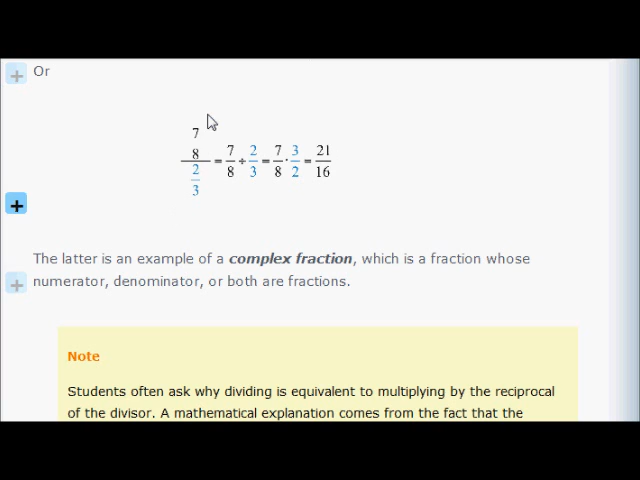 Or
7
8
2
3
= 7/8 ÷ 2/3 = 7/8 · 3/2 = 21/16
The latter is an example of a complex fraction, which is a fraction whose
numerator, denominator, or both are fractions.
Note
Students often ask why dividing is equivalent to multiplying by the reciprocal
of the divisor. A mathematical explanation comes from the fact that the